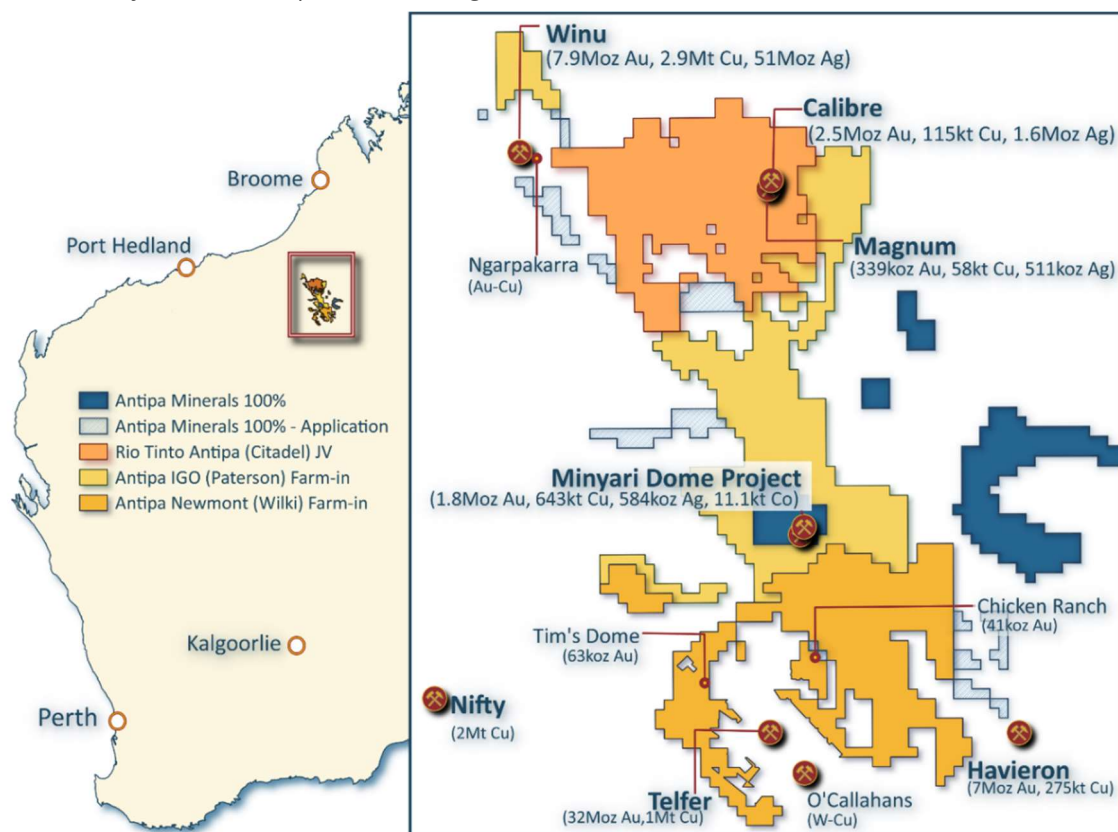 Broome
Port Hedland
Antipa Minerals 100%
Antipa Minerals 100% - Application
Rio Tinto Antipa (Citadel) JV
Antipa IGO (Paterson) Farm-in
Antipa Newmont (Wilki) Farm-in
Kalgoorlie
Perth
Winu
(7.9Moz Au, 2.9Mt Cu, 51Moz Ag)
Calibre
(2.5Moz Au, 115kt Cu, 1.6Moz Ag)
Magnum
(339koz Au, 58kt Cu, 511koz Ag)
Ngarpakarra
(Au-Cu)
Minyari Dome Project
(1.8Moz Au, 643kt Cu, 584koz Ag, 11.1kt Co)
Chicken Ranch
(41koz Au)
Tim's Dome
(63koz Au)
Nifty
(2Mt Cu)
Telfer
(32Moz Au,1Mt Cu)
O'Callahans
(W-Cu)
Havieron
(7Moz Au, 275kt Cu)